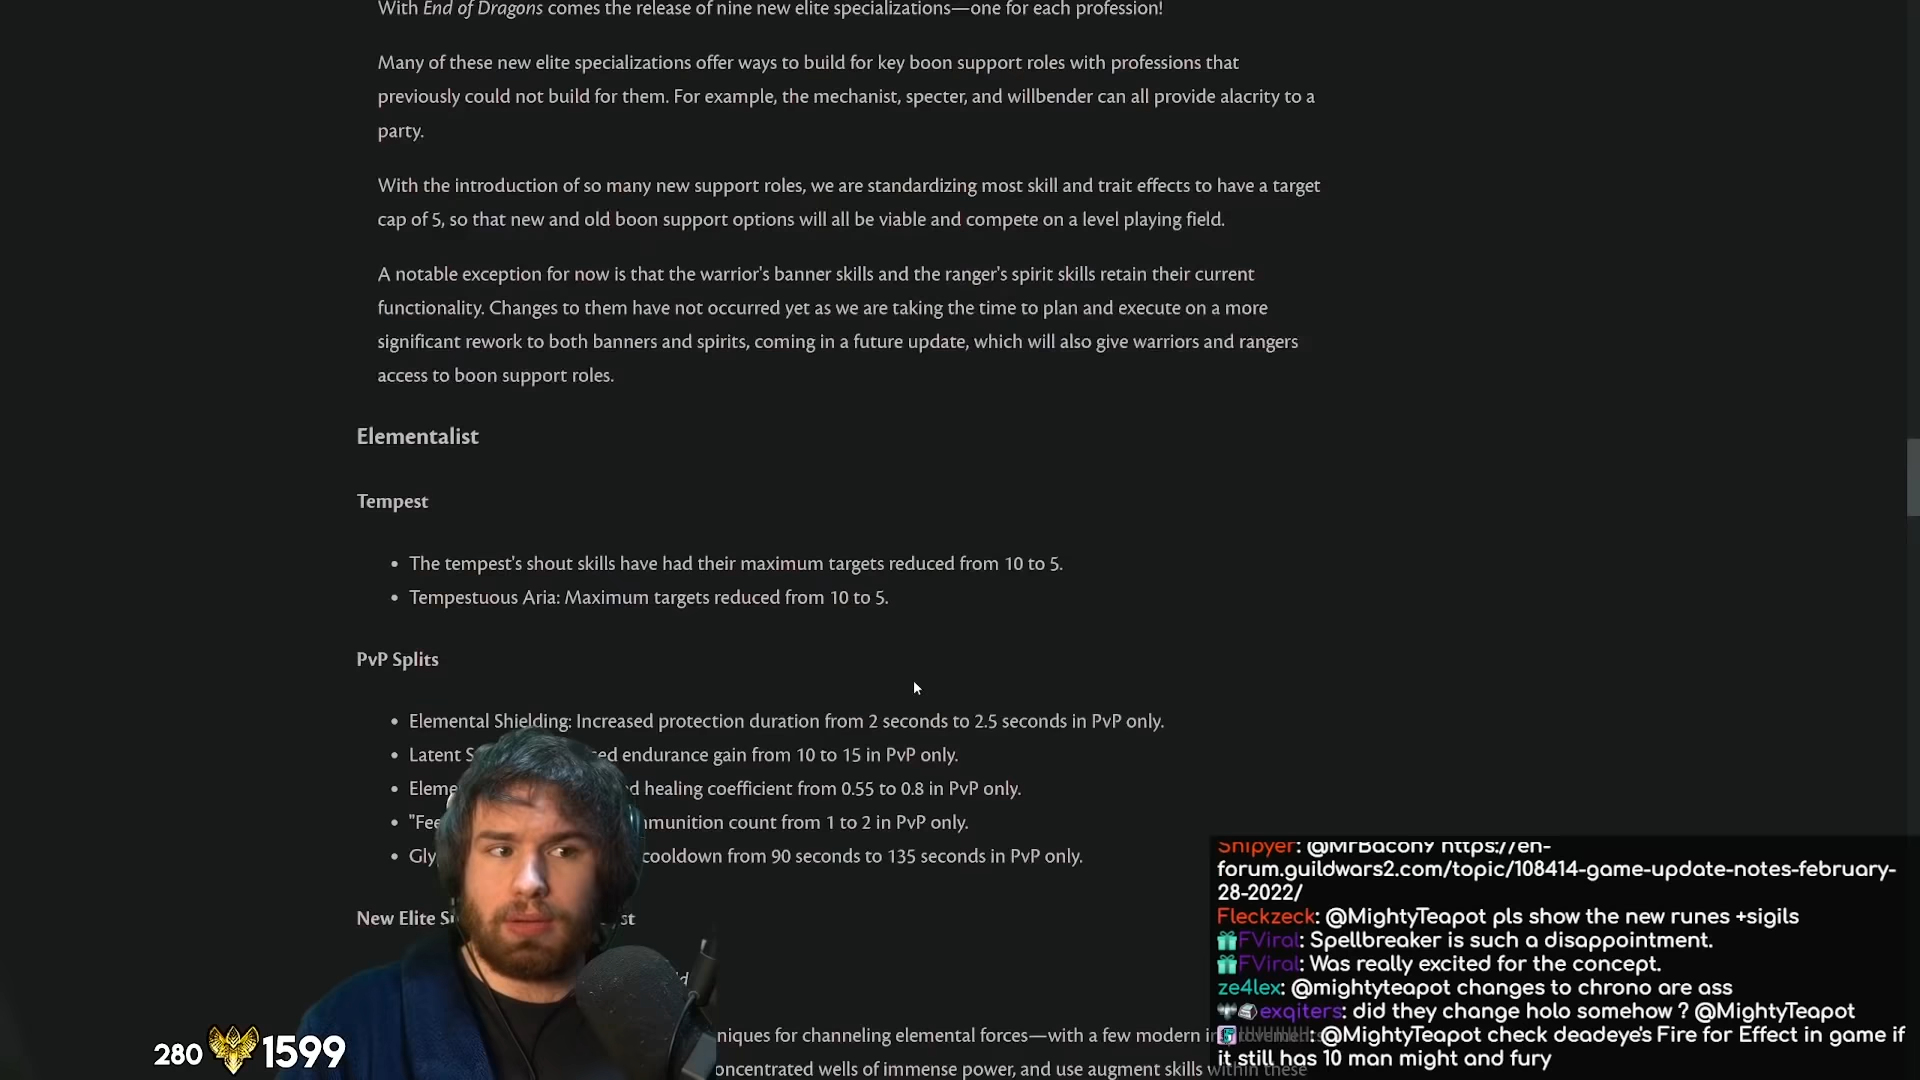 With End of Dragons comes the release of nine new elite specializations—one for each profession!
Many of these new elite specializations offer ways to build for key boon support roles with professions that
previously could not build for them. For example, the mechanist, specter, and willbender can all provide alacrity to a
party.
With the introduction of so many new support roles, we are standardizing most skill and trait effects to have a target
cap of 5, so that new and old boon support options will all be viable and compete on a level playing field.
A notable exception for now is that the warrior's banner skills and the ranger's spirit skills retain their current
functionality. Changes to them have not occurred yet as we are taking the time to plan and execute on a more
significant rework to both banners and spirits, coming in a future update, which will also give warriors and rangers
access to boon support roles.
Elementalist
Tempest
• The tempest's shout skills have had their maximum targets reduced from 10 to 5.
• Tempestuous Aria: Maximum targets reduced from 10 to 5.
PvP Splits
• Elemental Shielding: Increased protection duration from 2 seconds to 2.5 seconds in PvP only.
• Latent endurance gain from 10 to 15 in PvP only.
• healing coefficient from 0.55 to 0.8 in PvP only.
• count from 1 to 2 in PvP only.
• cooldown from 90 seconds to 135 seconds in PvP only.
New Elite
for channeling elemental forces—with a few modern
wells of immense power, and use augment skills within these
280 1599
Snipyer: @MrBacon9 https://en-
forum.guildwars2.com/topic/108414-game-update-notes-february-
28-2022/
Fleckzeck: @MightyTeapot pls show the new runes +sigils
FViral: Spellbreaker is such a disappointment.
FViral: Was really excited for the concept.
ze4lex: @mightyteapot changes to chrono are ass
exqiters: did they change holo somehow ? @MightyTeapot
: @MightyTeapot check deadeye's Fire for Effect in game if
it still has 10 man might and fury